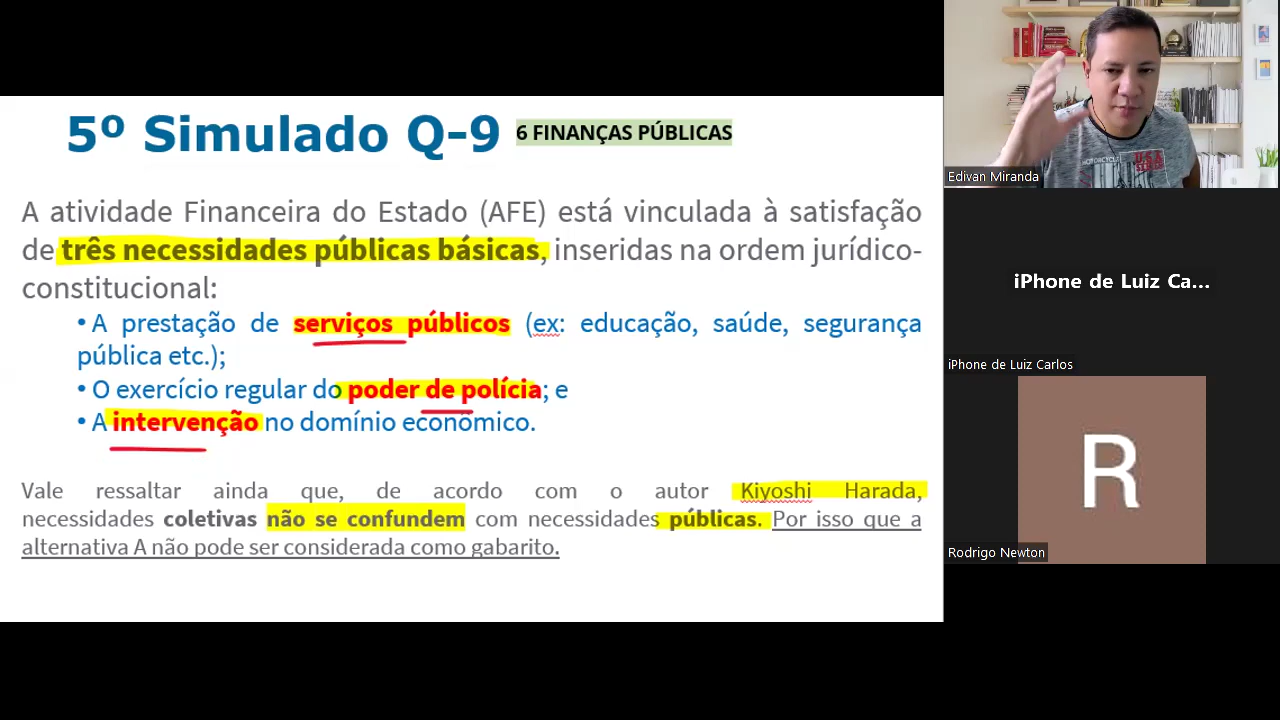 5º Simulado Q-9 6 FINANÇAS PÚBLICAS
A atividade Financeira do Estado (AFE) está vinculada à satisfação
de três necessidades públicas básicas, inseridas na ordem jurídico-
constitucional:
• A prestação de serviços públicos (ex: educação, saúde, segurança
pública etc.);
• O exercício regular do poder de polícia; e
• A intervenção no domínio econômico.
Vale ressaltar ainda que, de acordo com o autor Kiyoshi Harada,
necessidades coletivas não se confundem com necessidades públicas. Por isso que a
alternativa A não pode ser considerada como gabarito.
Edivan Miranda
iPhone de Luiz Ca...
iPhone de Luiz Carlos
R
Rodrigo Newton